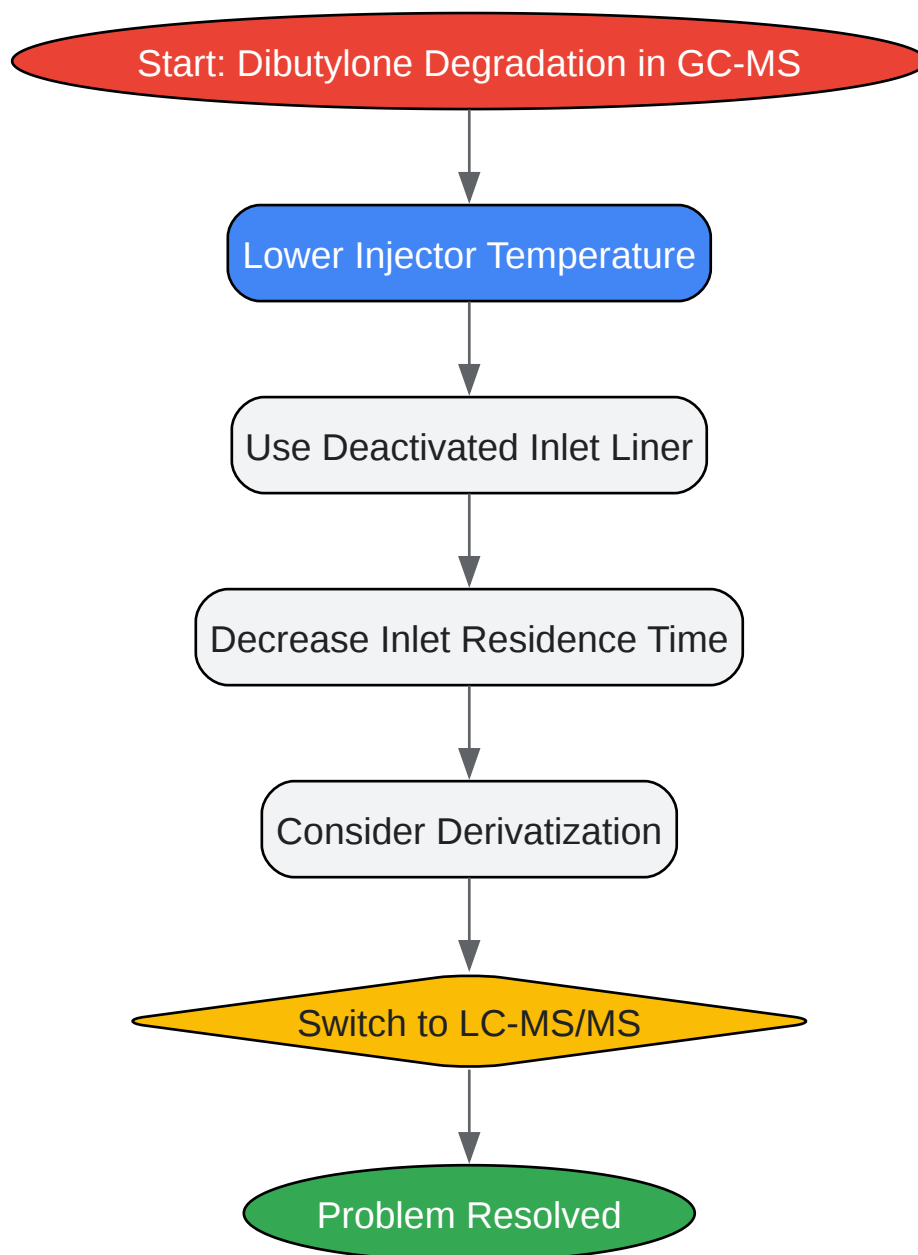 Start: Dibutylone Degradation in GC-MS
Lower Injector Temperature
Use Deactivated Inlet Liner
Decrease Inlet Residence Time
Consider Derivatization
Switch to LC-MS/MS
Problem Resolved